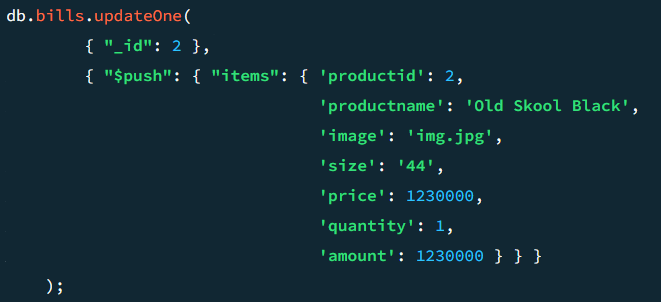 db.bills.updateOne(
{ "_id": 2 },
{ "$push": { "items": { 'productid': 2,
'productname': 'Old Skool Black',
'image': 'img.jpg',
'size': '44',
'price': 1230000,
'quantity': 1,
'amount': 1230000 } } }
);